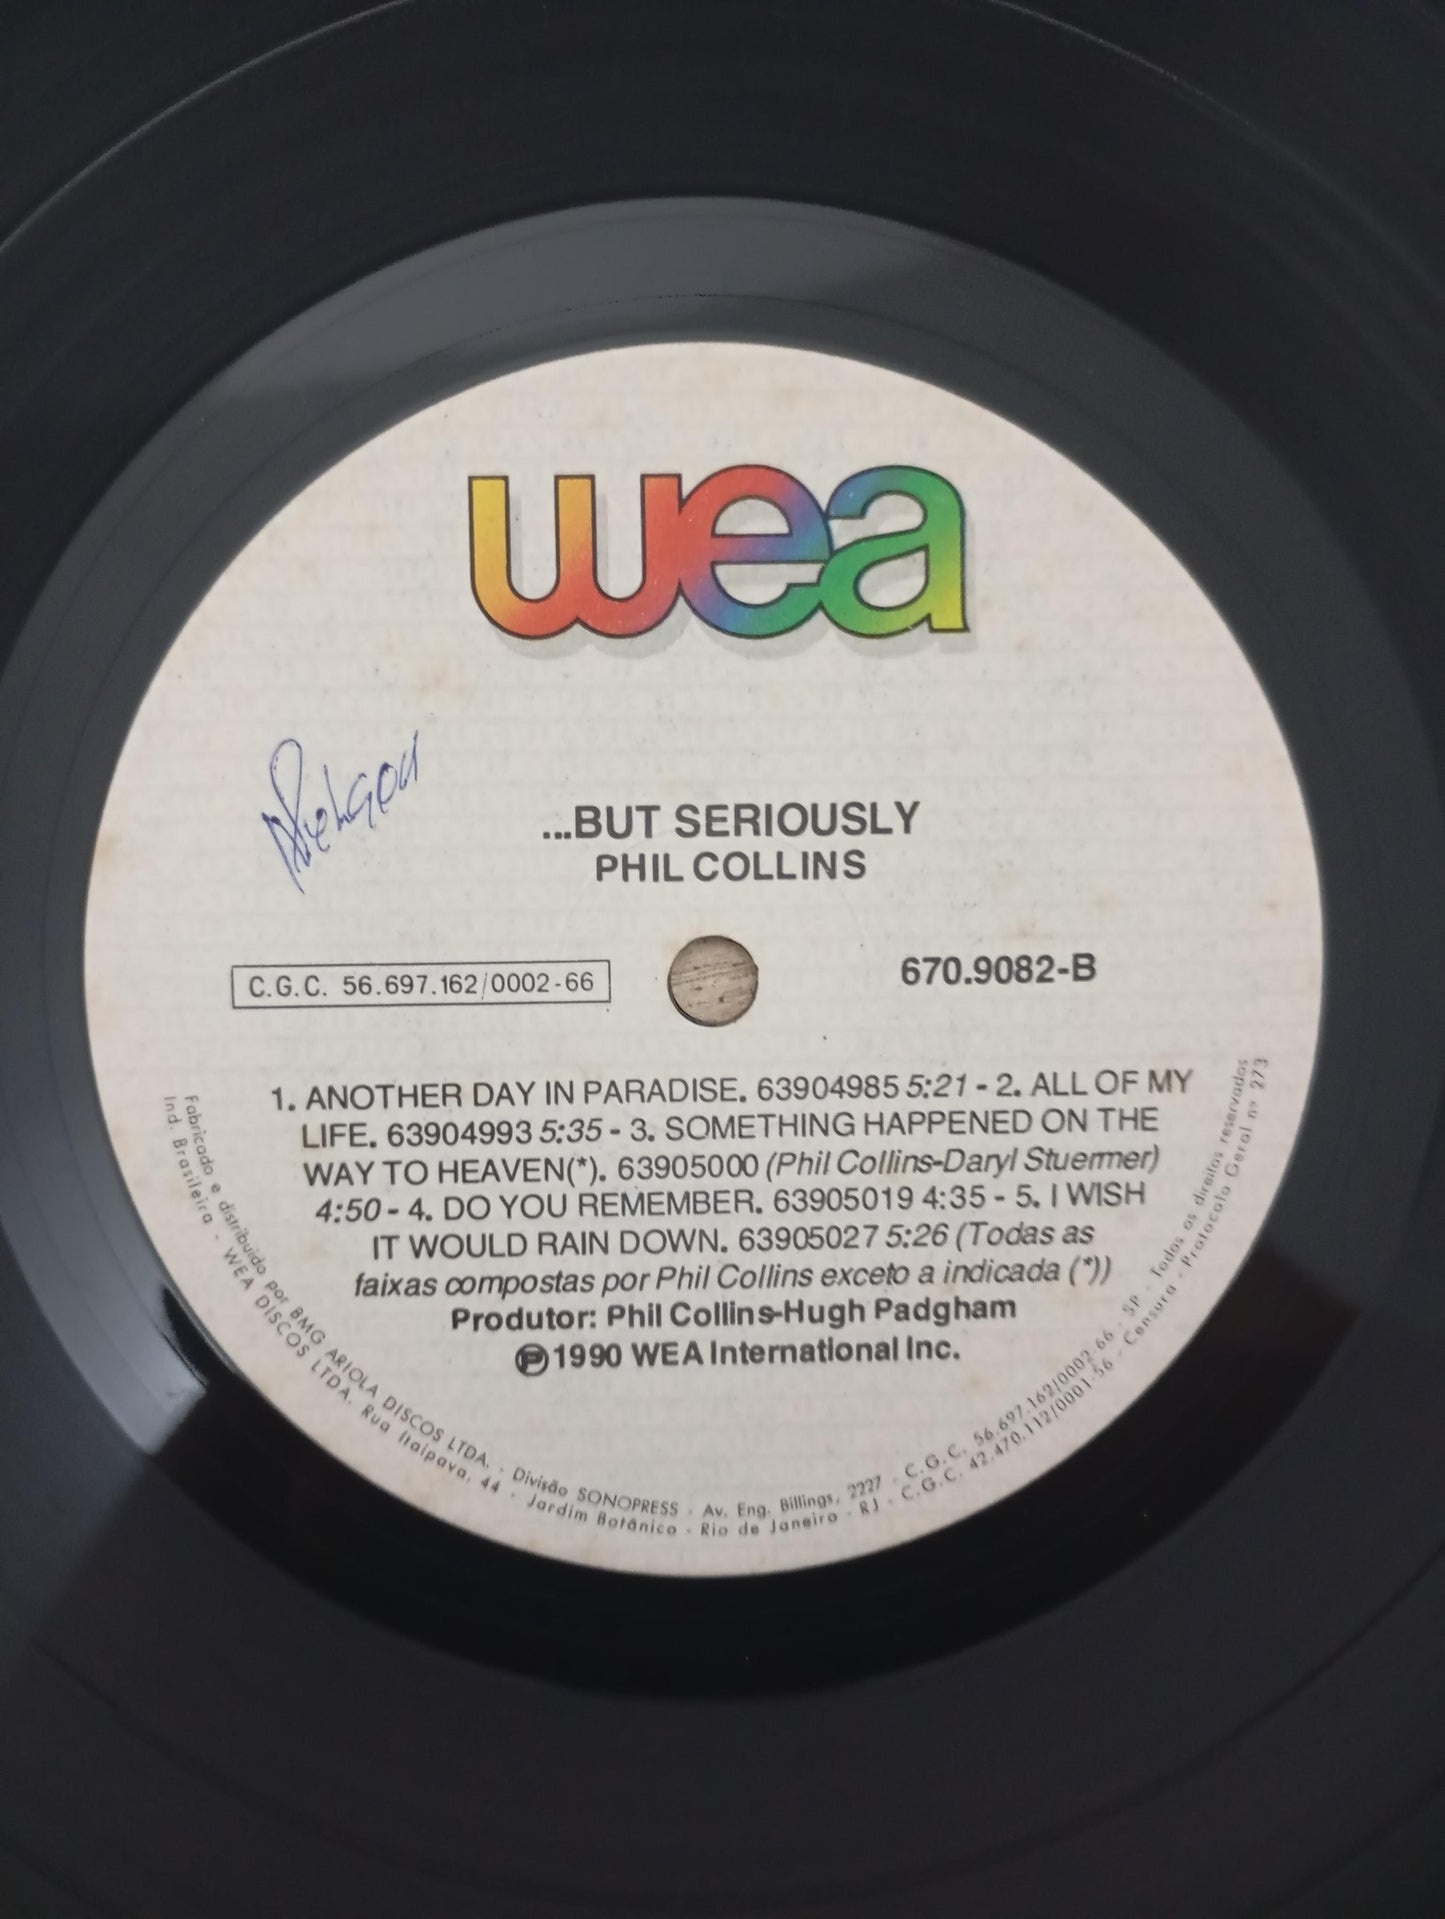 wea
...BUT SERIOUSLY
PHIL COLLINS
C.G.C. 56.697.162/0002-66
670.9082-B
1. ANOTHER DAY IN PARADISE. 63904985 5:21 - 2. ALL OF MY
LIFE. 63904993 5:35 - 3. SOMETHING HAPPENED ON THE
WAY TO HEAVEN(*). 63905000 (Phil Collins-Daryl Stuermer)
4:50 - 4. DO YOU REMEMBER. 63905019 4:35 - 5. I WISH
IT WOULD RAIN DOWN. 63905027 5:26 (Todas as
faixas compostas por Phil Collins exceto a indicada (*))
Produtor: Phil Collins-Hugh Padgham
Ⓟ 1990 WEA International Inc.
Fabricado e distribuido por BMG ARIOLA DISCOS LTDA. - Divisão SONOPRESS - Av. Eng. Billings, 2227 - C.G.C. 56.697.162/0002-66 - SP - Todos os direitos reservados
Ind. Brasileira - WEA DISCOS LTDA. Rua Itaipava, 44 - Jardim Botânico - Rio de Janeiro - RJ - C.G.C. 42.470.112/0001-56 - Censura - Protocolo Geral nº 273